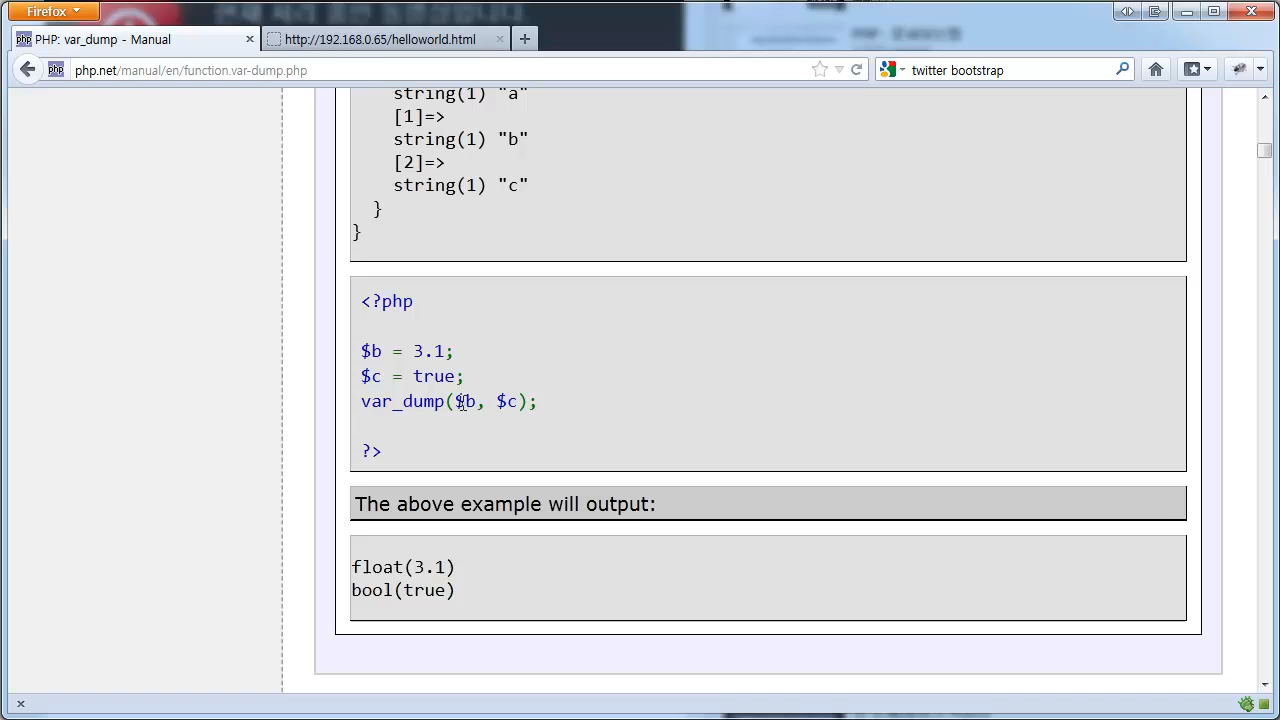 Firefox
PHP: var_dump - Manual
http://192.168.0.65/helloworld.html
php.net/manual/en/function.var-dump.php
twitter bootstrap
string(1) "a"
[1]=>
string(1) "b"
[2]=>
string(1) "c"
}
}
<?php
$b = 3.1;
$c = true;
var_dump($b, $c);
?>
The above example will output:
float(3.1)
bool(true)